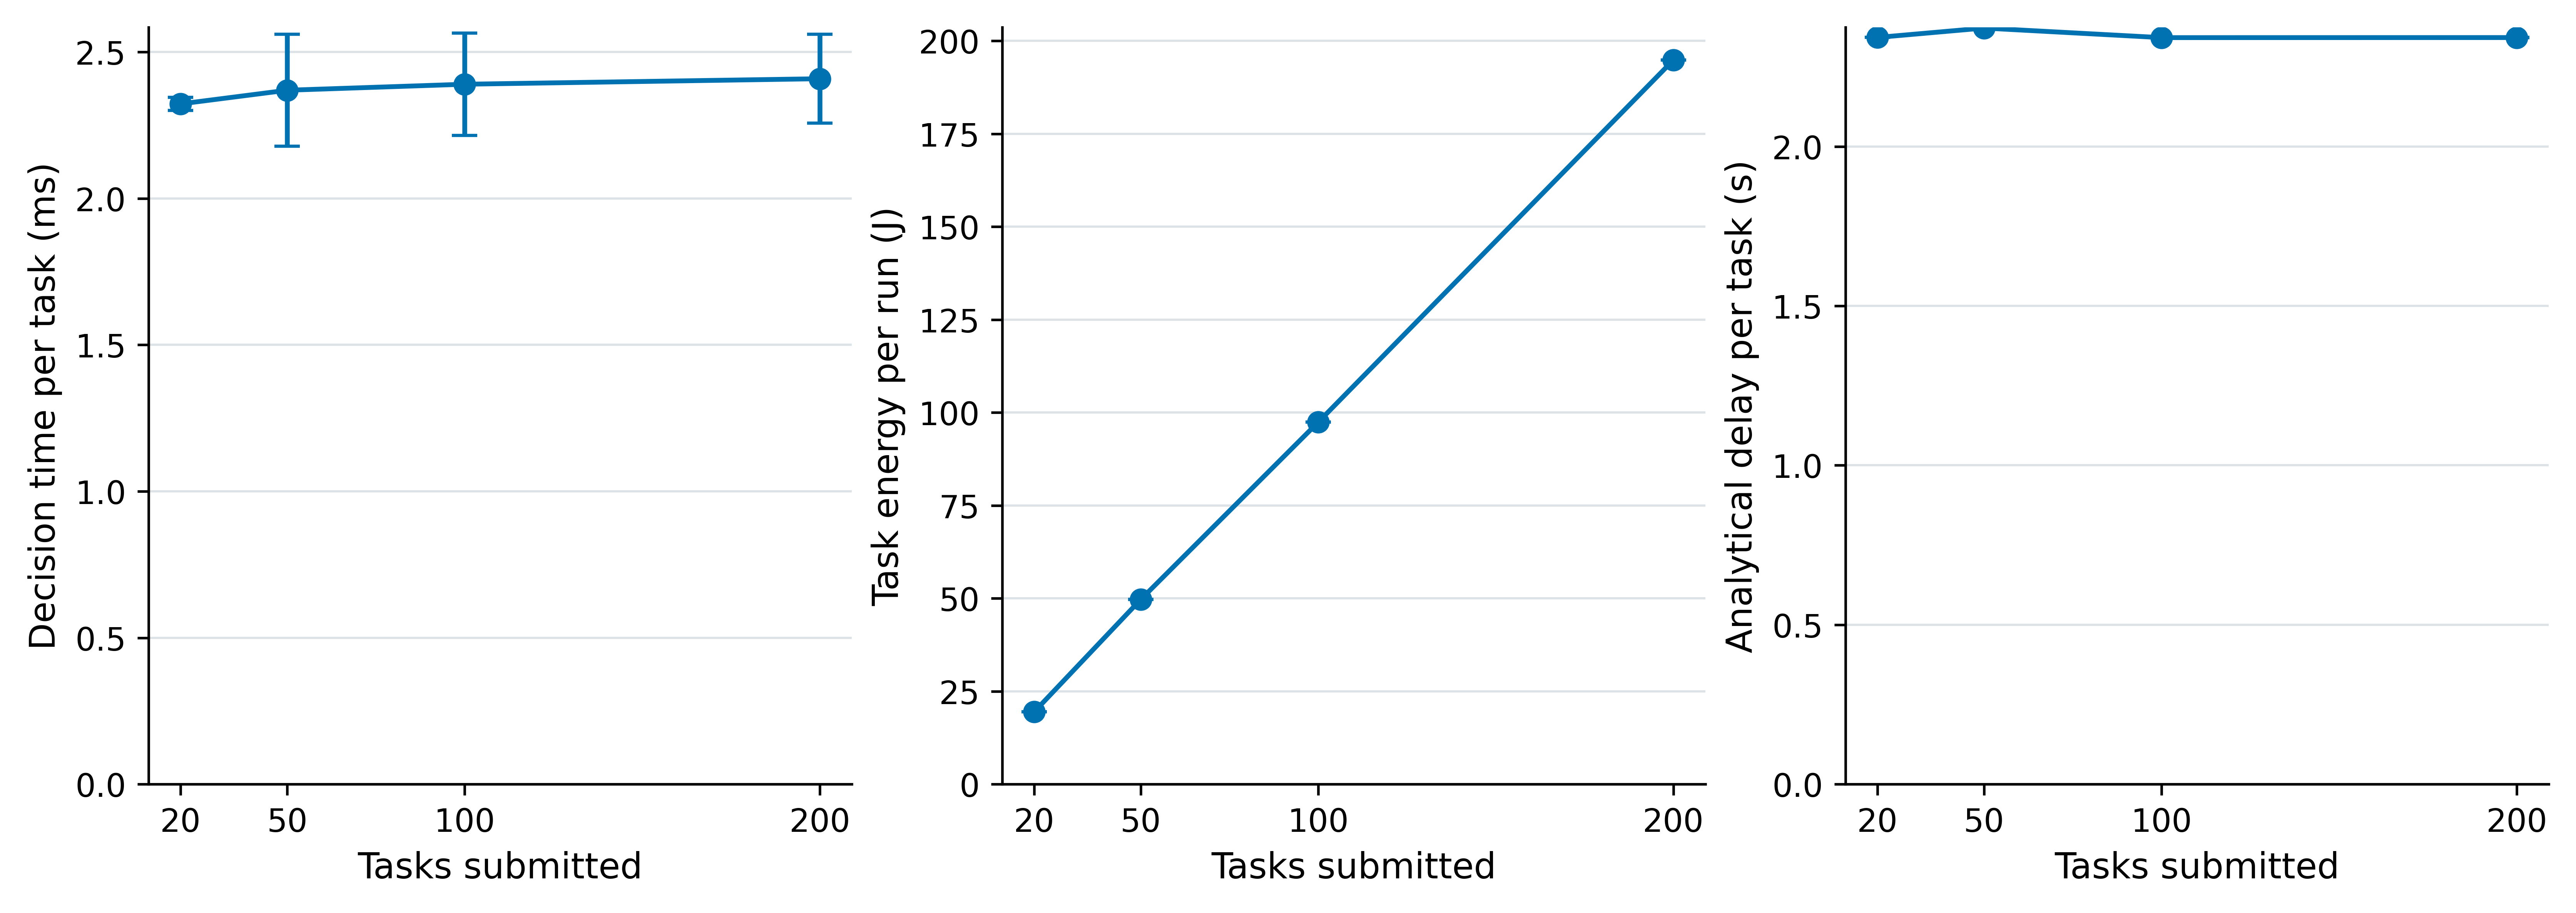 Decision time per task (ms)
2.5
2.0
1.5
1.0
0.5
0.0
20 50 100 200
Tasks submitted
Task energy per run (J)
200
175
150
125
100
75
50
25
0
20 50 100 200
Tasks submitted
Analytical delay per task (s)
2.0
1.5
1.0
0.5
0.0
20 50 100 200
Tasks submitted